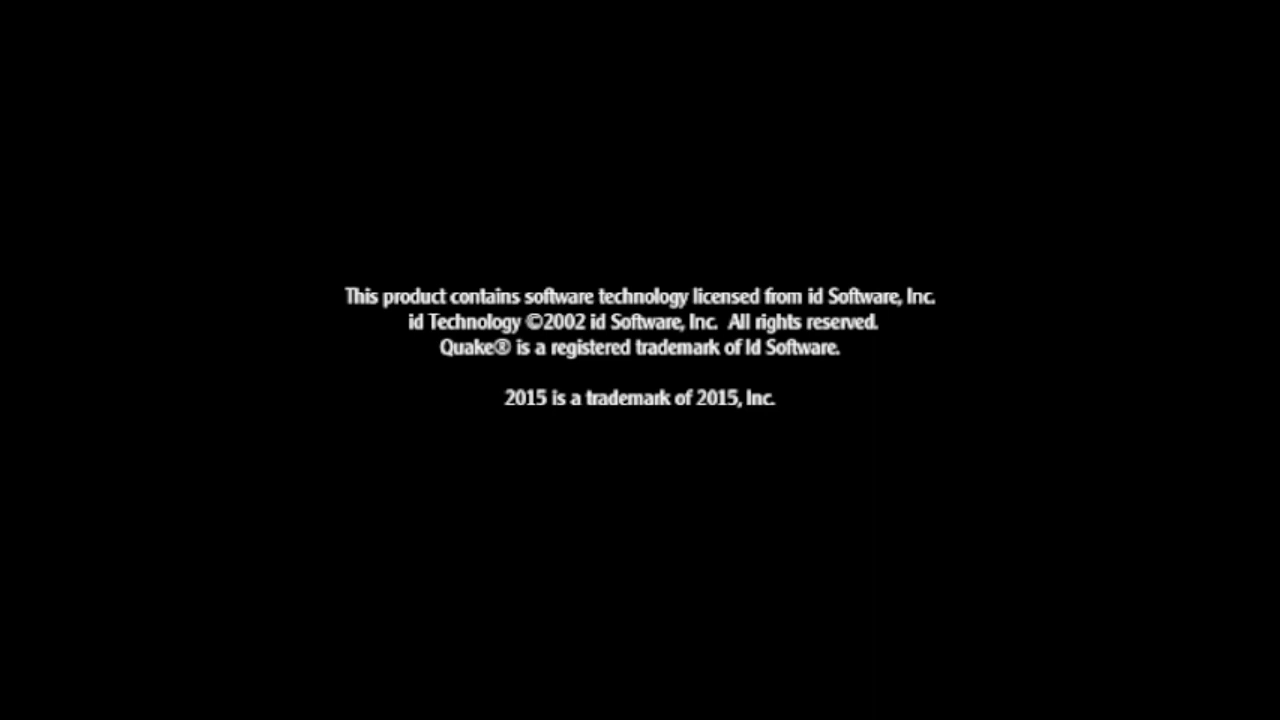 This product contains software technology licensed from id Software, Inc.
id Technology ©2002 id Software, Inc.  All rights reserved.
Quake® is a registered trademark of Id Software.
2015 is a trademark of 2015, Inc.